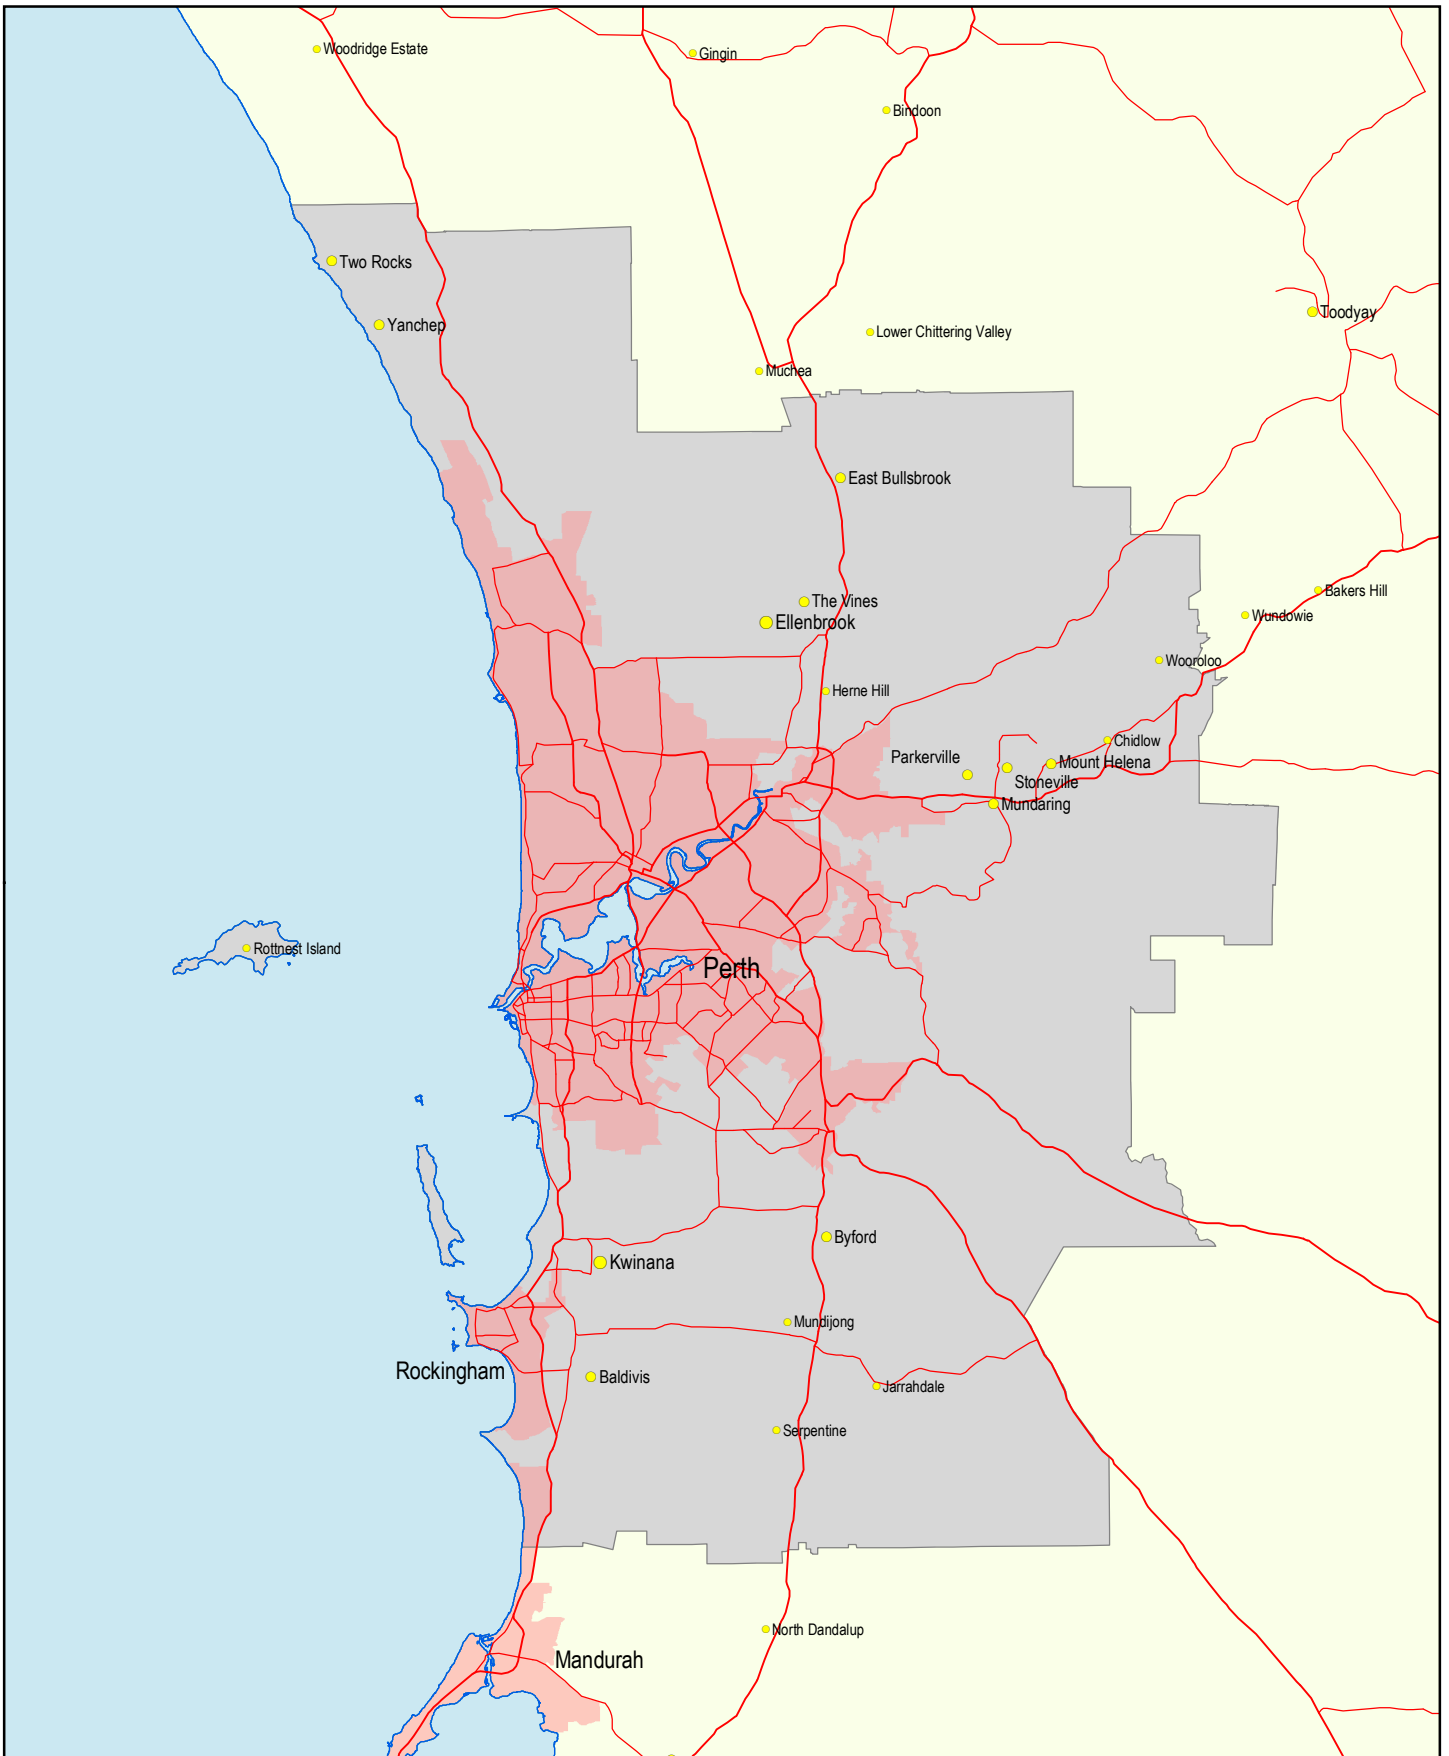 Woodridge Estate
Gingin
Bindoon
Two Rocks
Toodyay
Yanchep
Lower Chittering Valley
Muchea
East Bullsbrook
Bakers Hill
The Vines
Wundowie
Ellenbrook
Wooroloo
Herne Hill
Chidlow
Parkerville
Mount Helena
Stoneville
Mundaring
Rottnest Island
Perth
Byford
Kwinana
Mundijong
Rockingham
Baldivis
Jarrahdale
Serpentine
North Dandalup
Mandurah